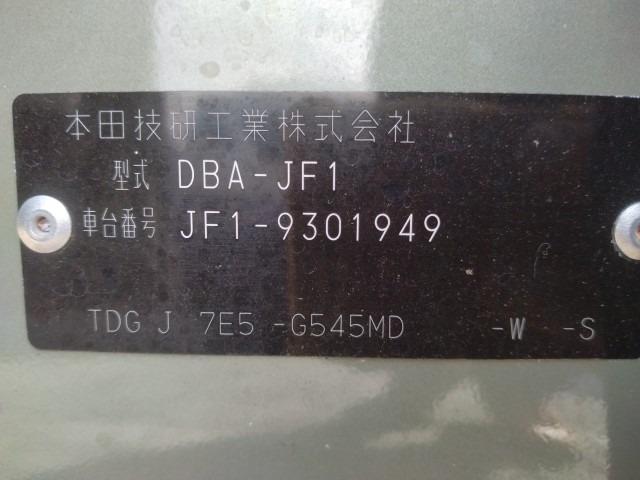 本田技研工業株式会社
型式 DBA-JF1
車台番号 JF1-9301949
TDG J 7E5 -G545MD -W -S